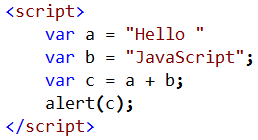 <script>
var a = "Hello "
var b = "JavaScript";
var c = a + b;
alert(c);
</script>